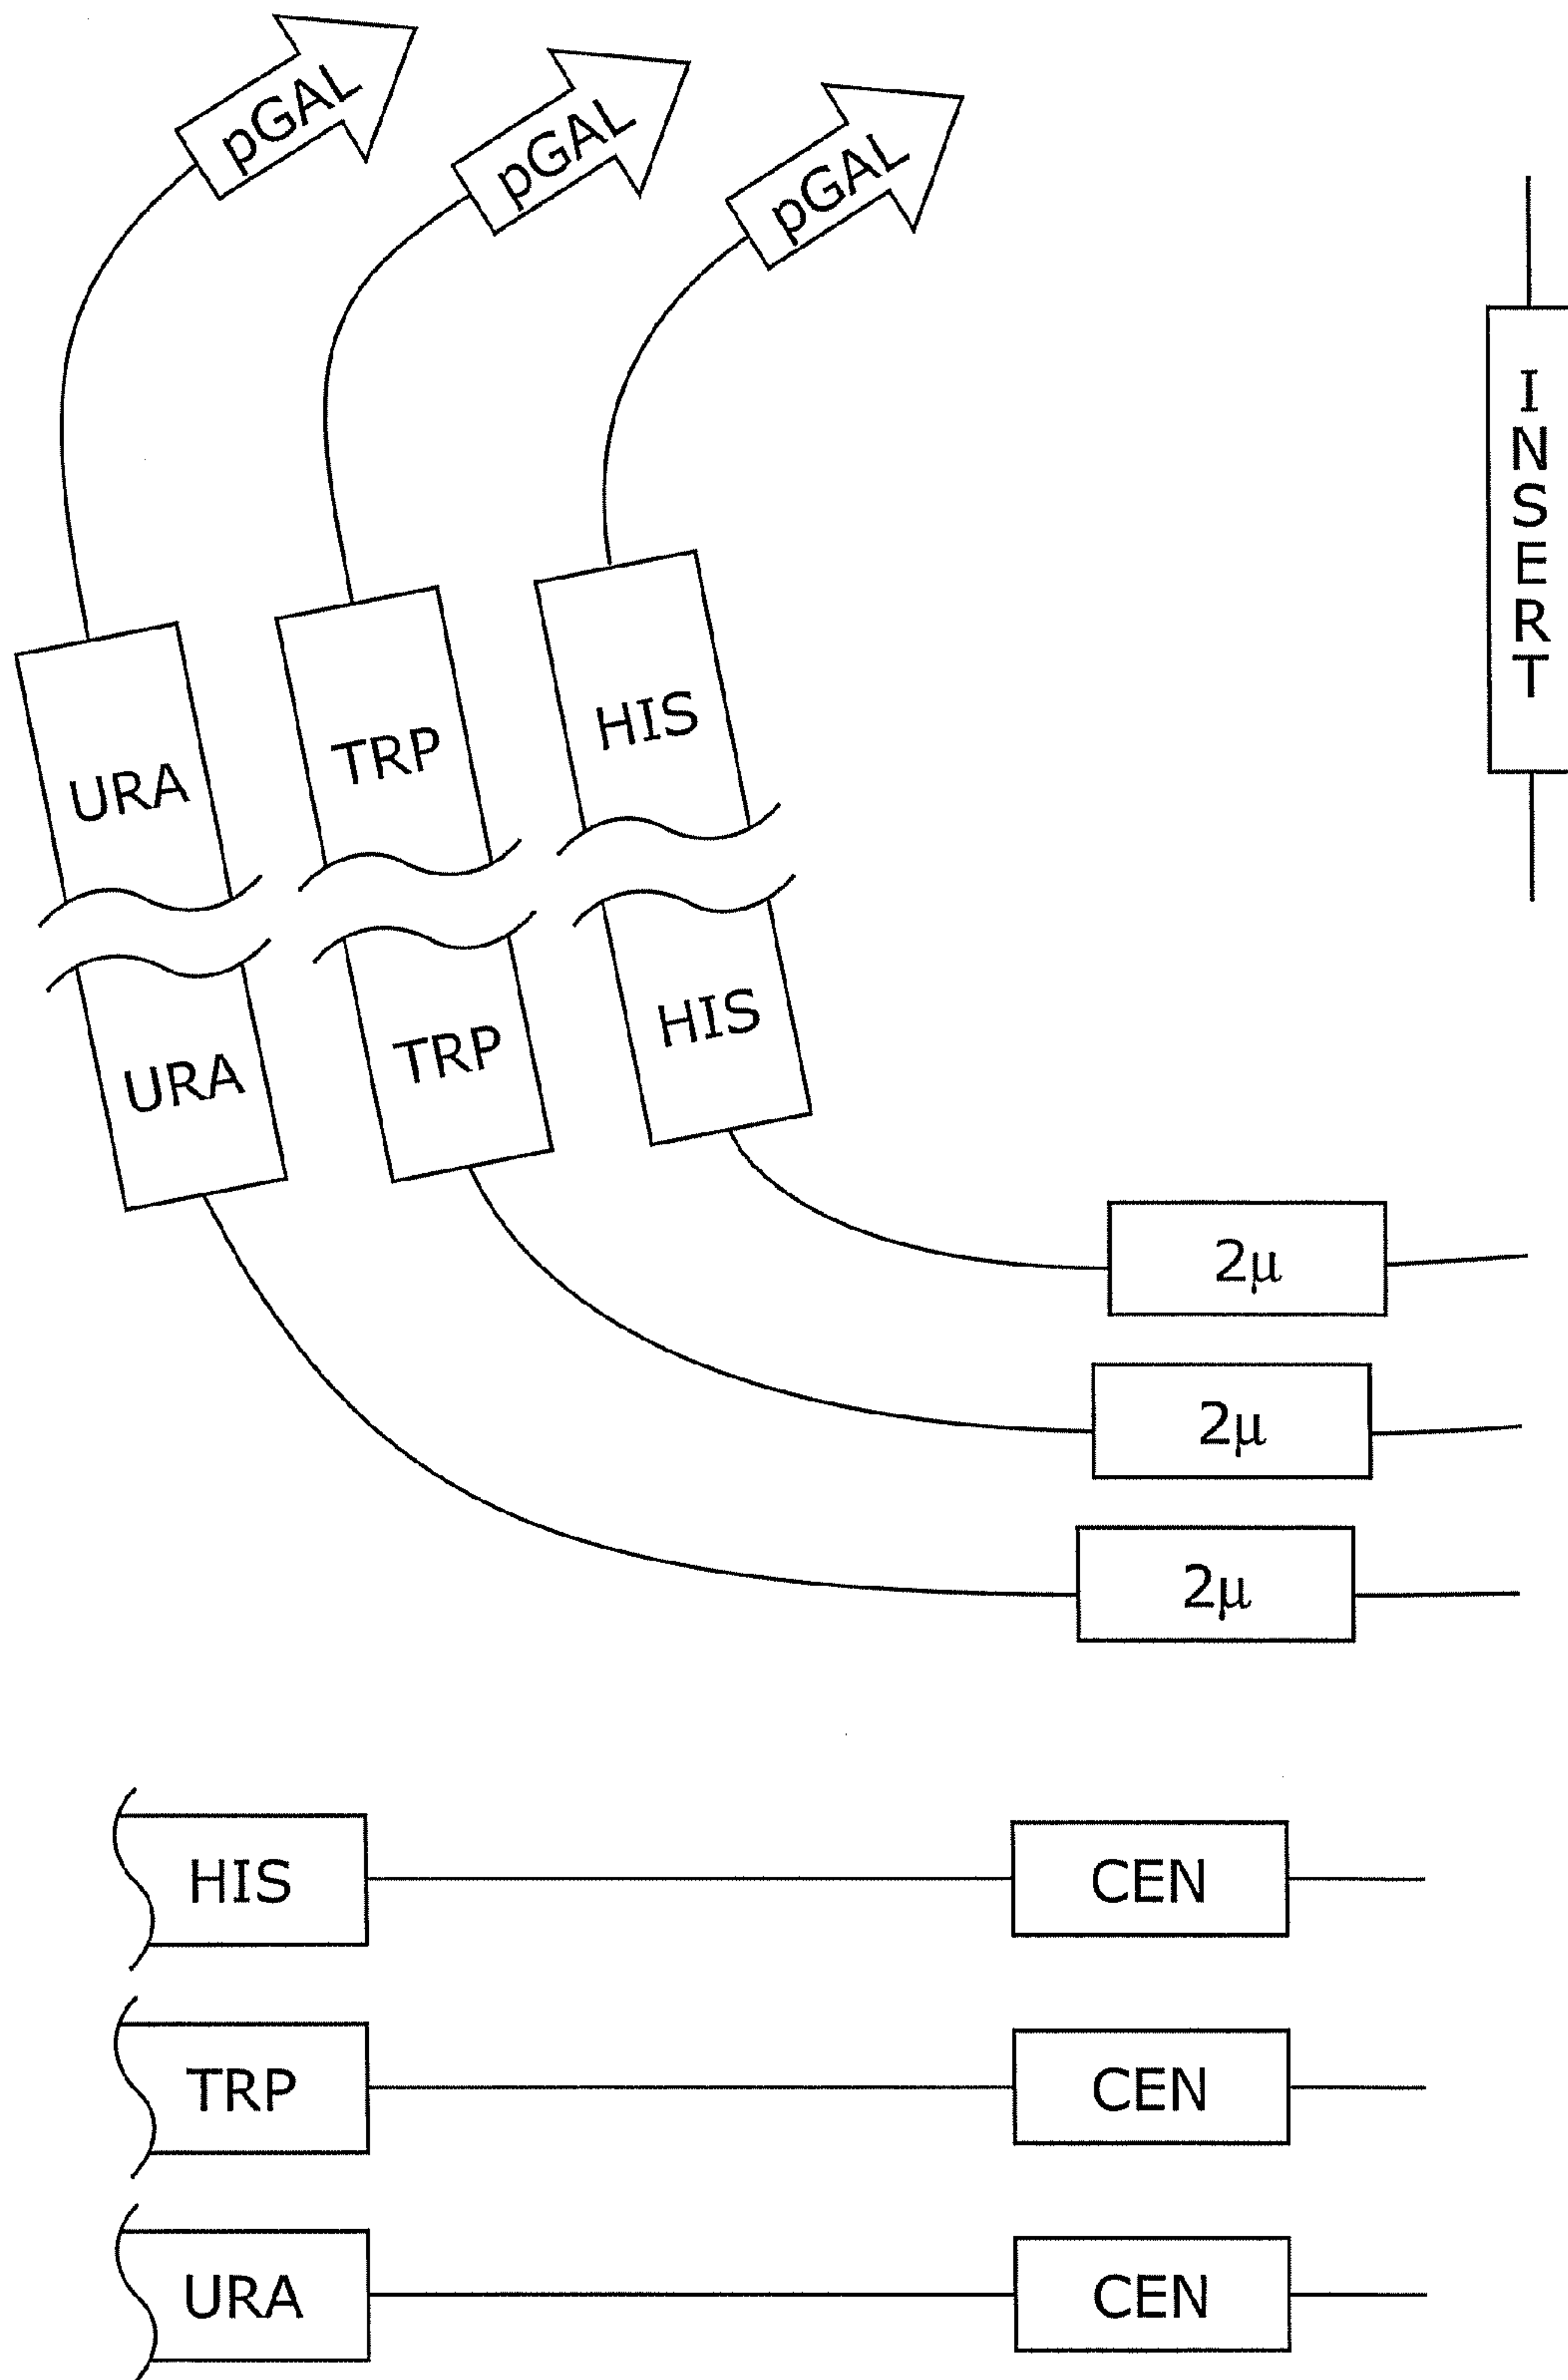 pGAL
pGAL
pGAL
INSERT
URA
TRP
HIS
URA
TRP
HIS
2μ
2μ
2μ
HIS
CEN
TRP
CEN
URA
CEN